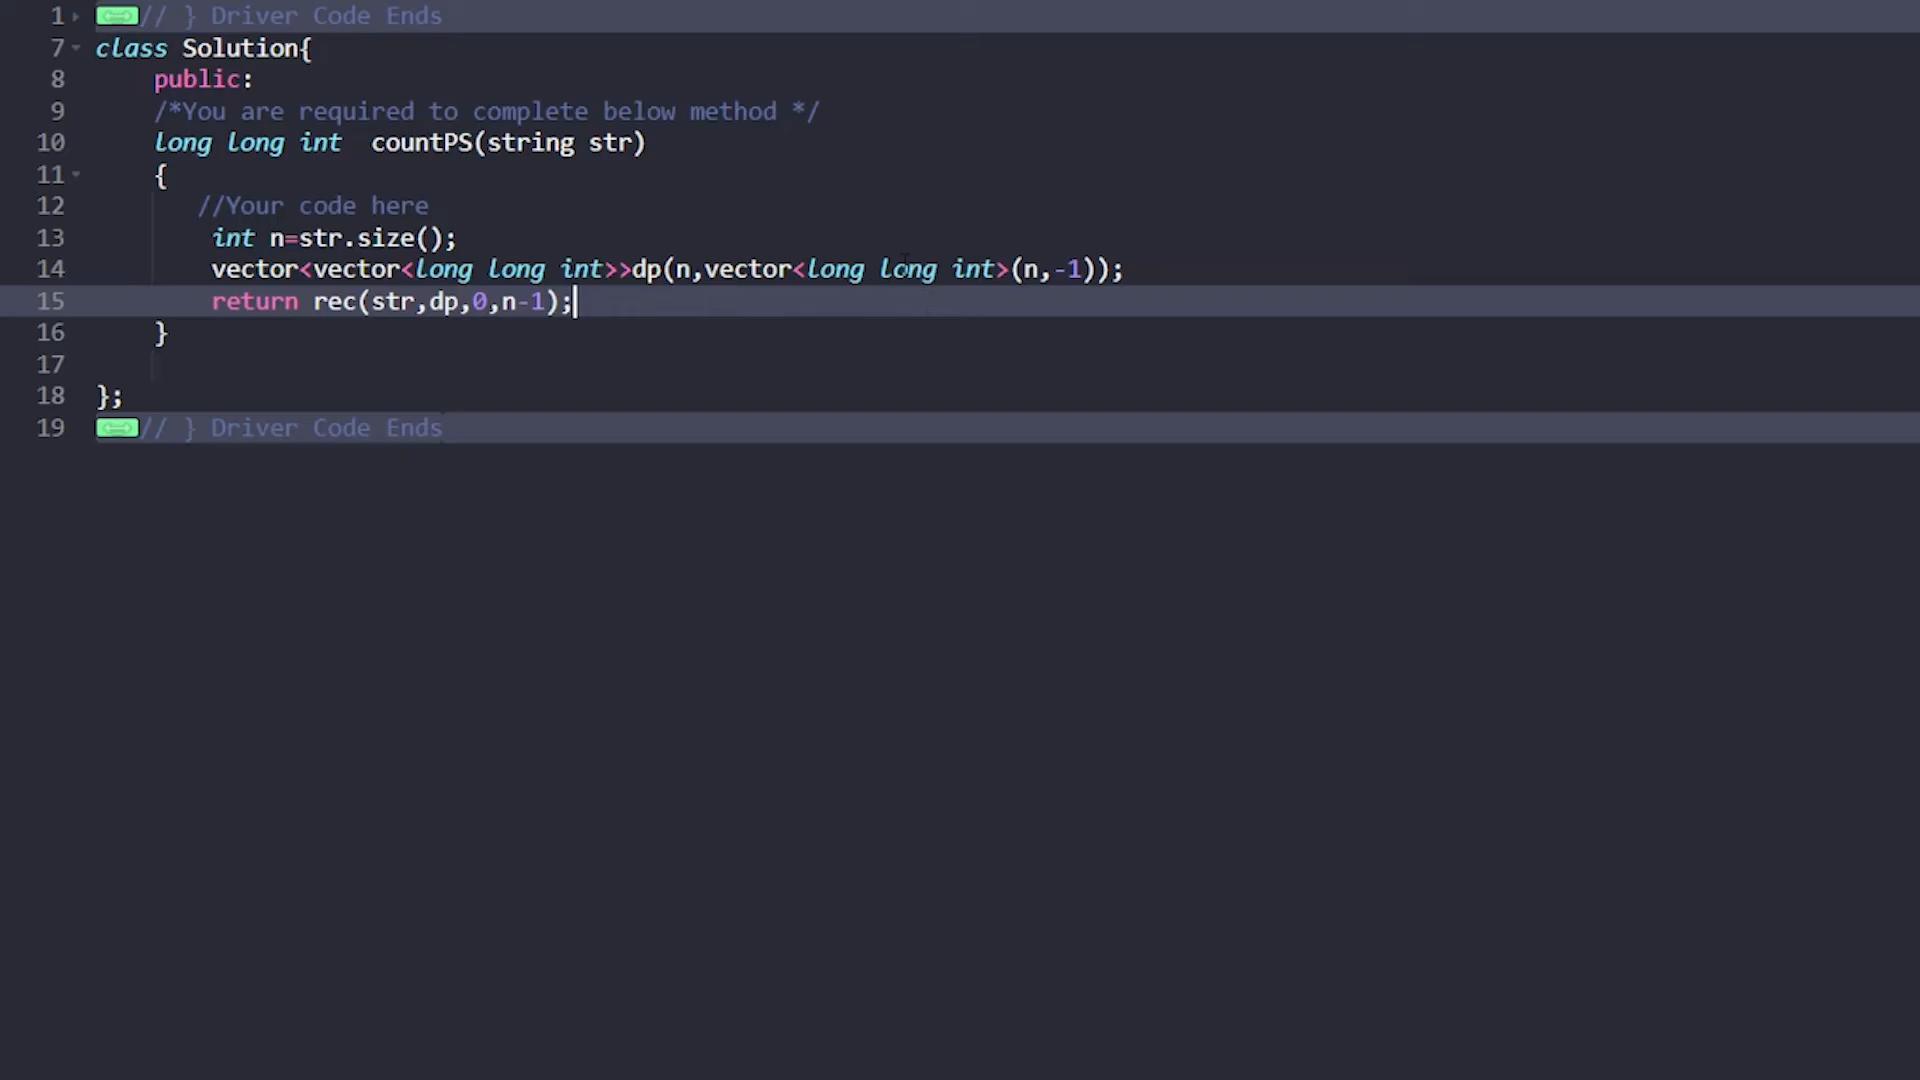 1 // } Driver Code Ends
7 class Solution{
8 public:
9 /*You are required to complete below method */
10 long long int  countPS(string str)
11 {
12 //Your code here
13 int n=str.size();
14 vector<vector<long long int>>dp(n,vector<long long int>(n,-1));
15 return rec(str,dp,0,n-1);
16 }
17
18 };
19 // } Driver Code Ends